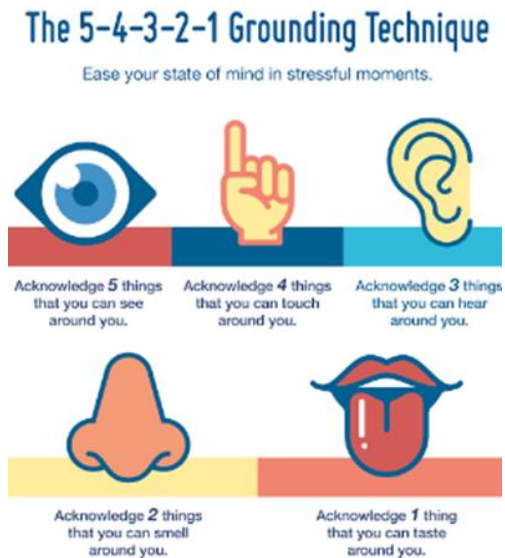 The 5-4-3-2-1 Grounding Technique
Ease your state of mind in stressful moments.
Acknowledge 5 things
that you can see
around you.
Acknowledge 4 things
that you can touch
around you.
Acknowledge 3 things
that you can hear
around you.
Acknowledge 2 things
that you can smell
around you.
Acknowledge 1 thing
that you can taste
around you.